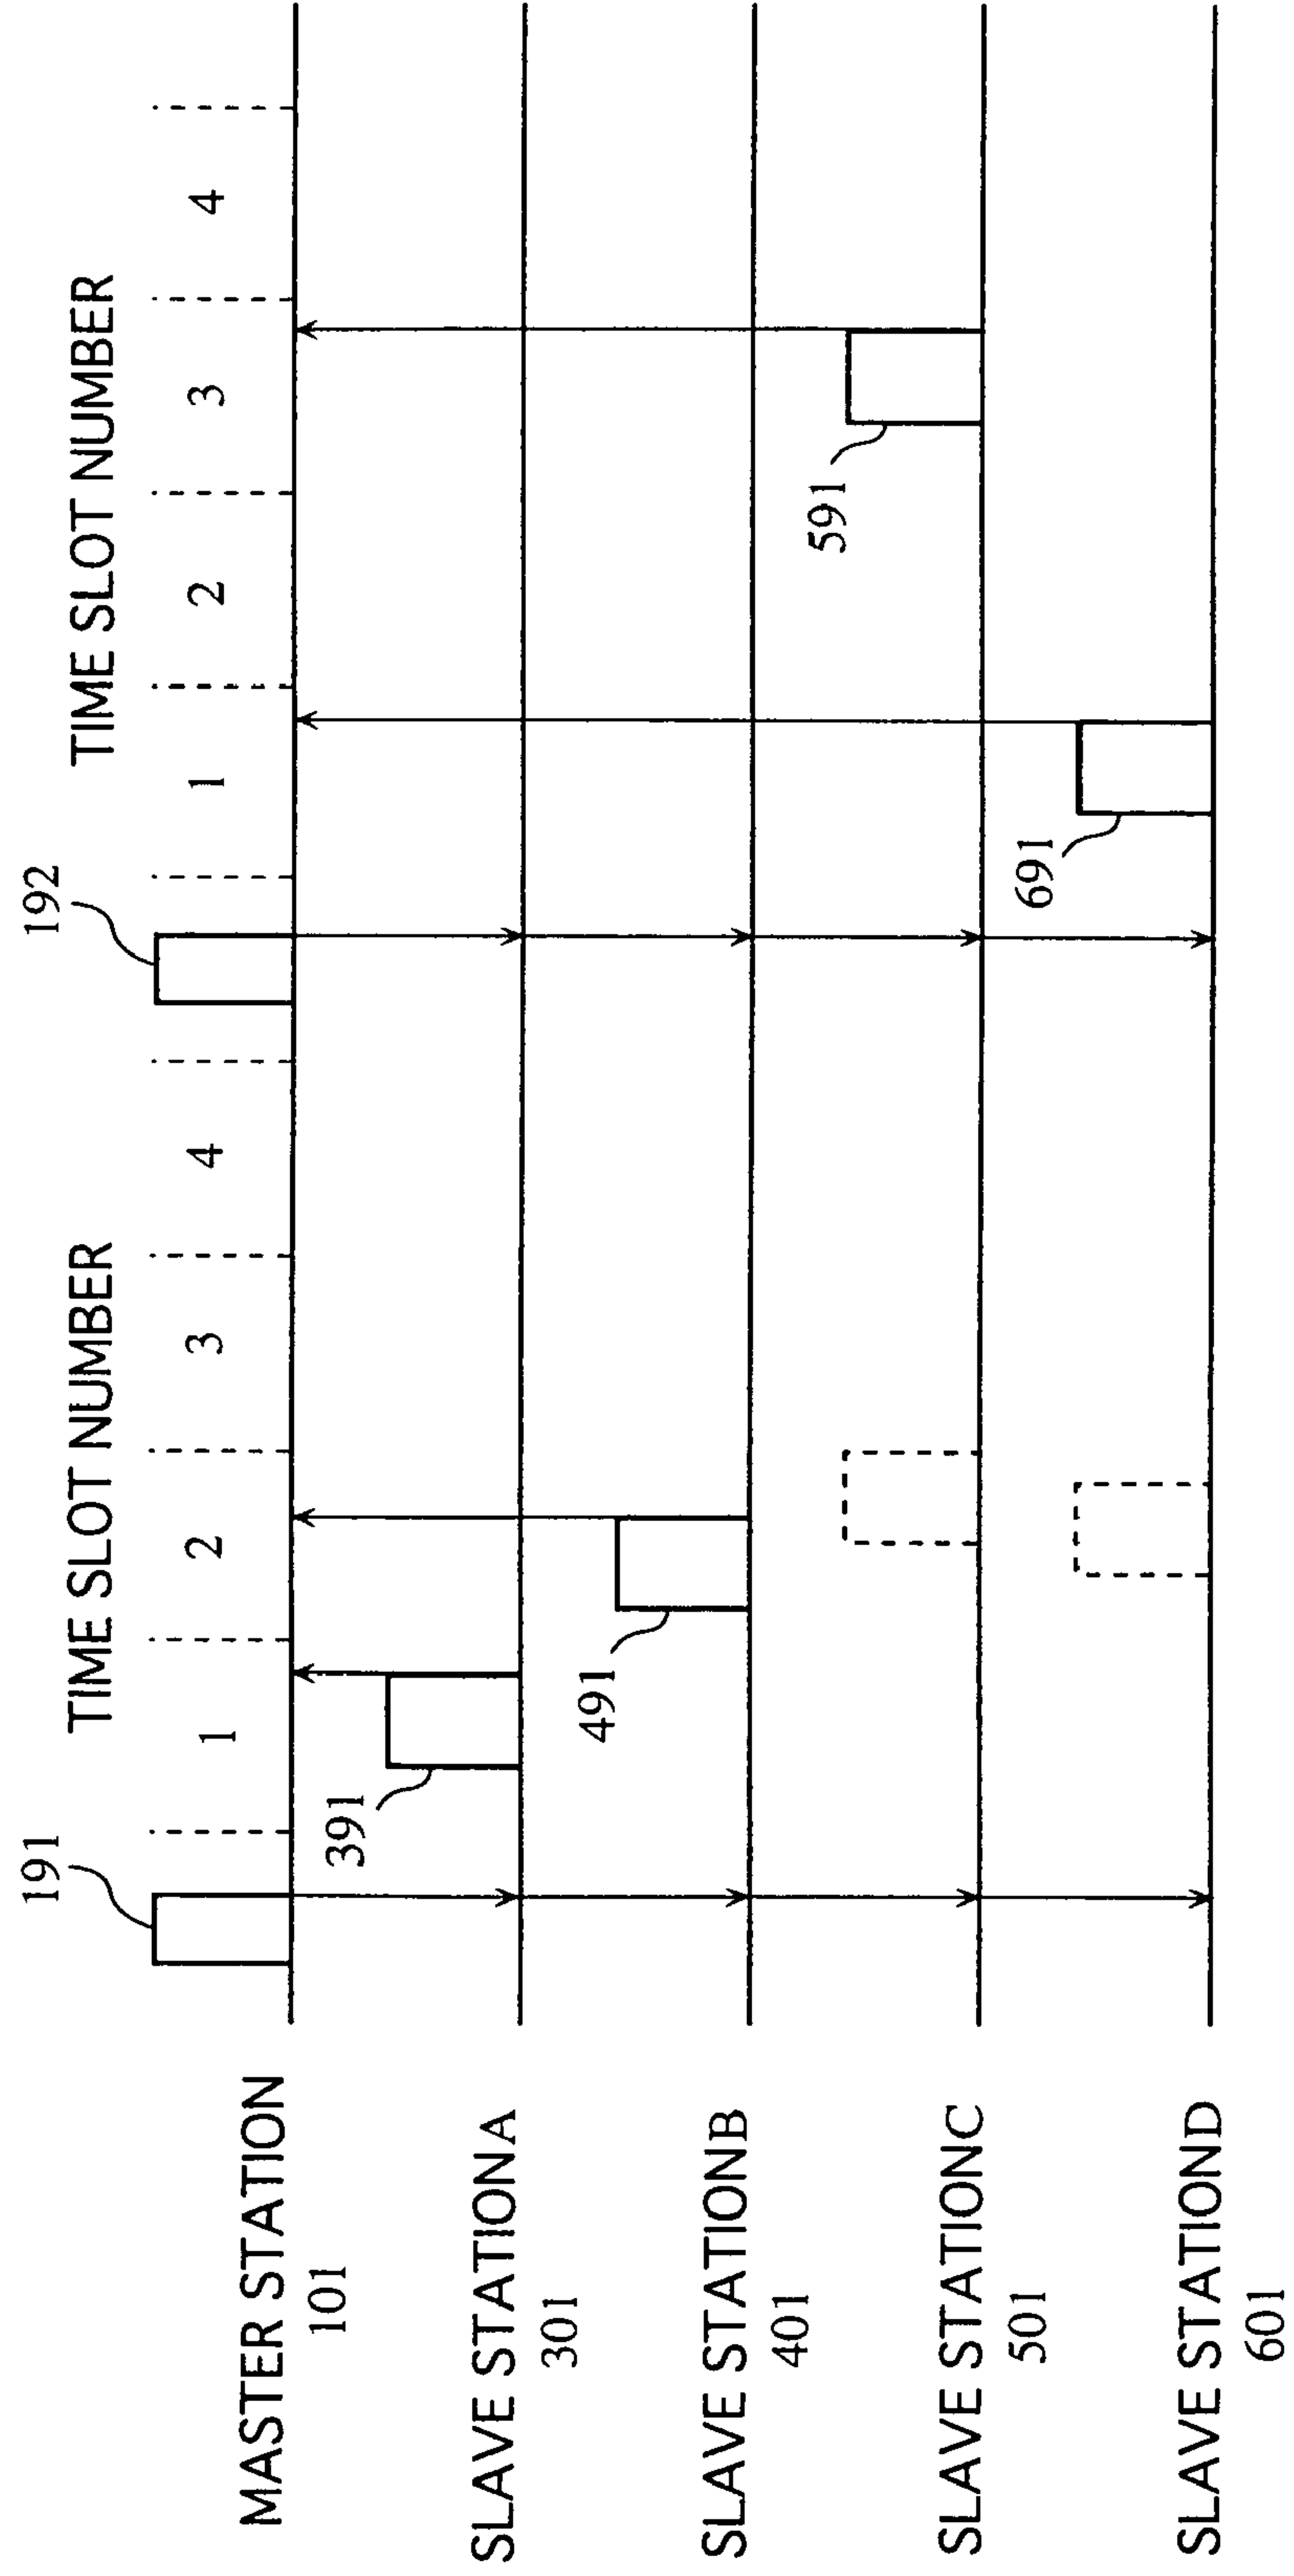 191
192
TIME SLOT NUMBER
TIME SLOT NUMBER
1
2
3
4
1
2
3
4
MASTER STATION
101
391
SLAVE STATIONA
301
491
SLAVE STATIONB
401
591
SLAVE STATIONC
501
691
SLAVE STATIOND
601